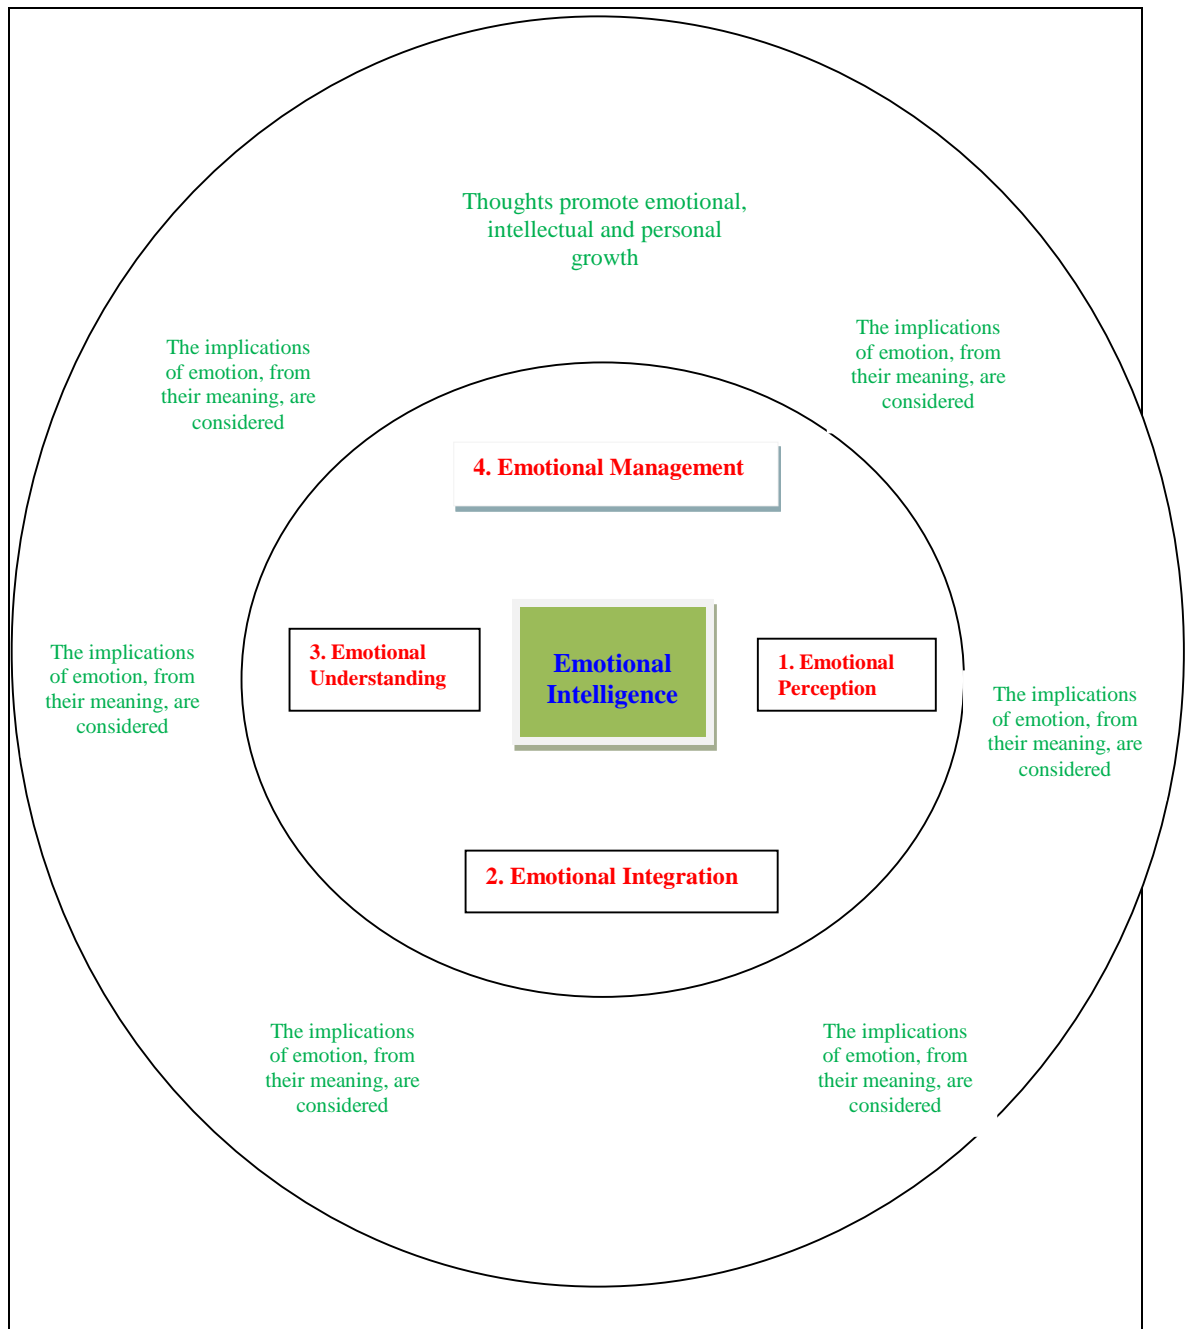 Thoughts promote emotional,
intellectual and personal
growth
The implications
of emotion, from
their meaning, are
considered
The implications
of emotion, from
their meaning, are
considered
4. Emotional Management
3. Emotional
Understanding
Emotional
Intelligence
1. Emotional
Perception
The implications
of emotion, from
their meaning, are
considered
The implications
of emotion, from
their meaning, are
considered
2. Emotional Integration
The implications
of emotion, from
their meaning, are
considered
The implications
of emotion, from
their meaning, are
considered